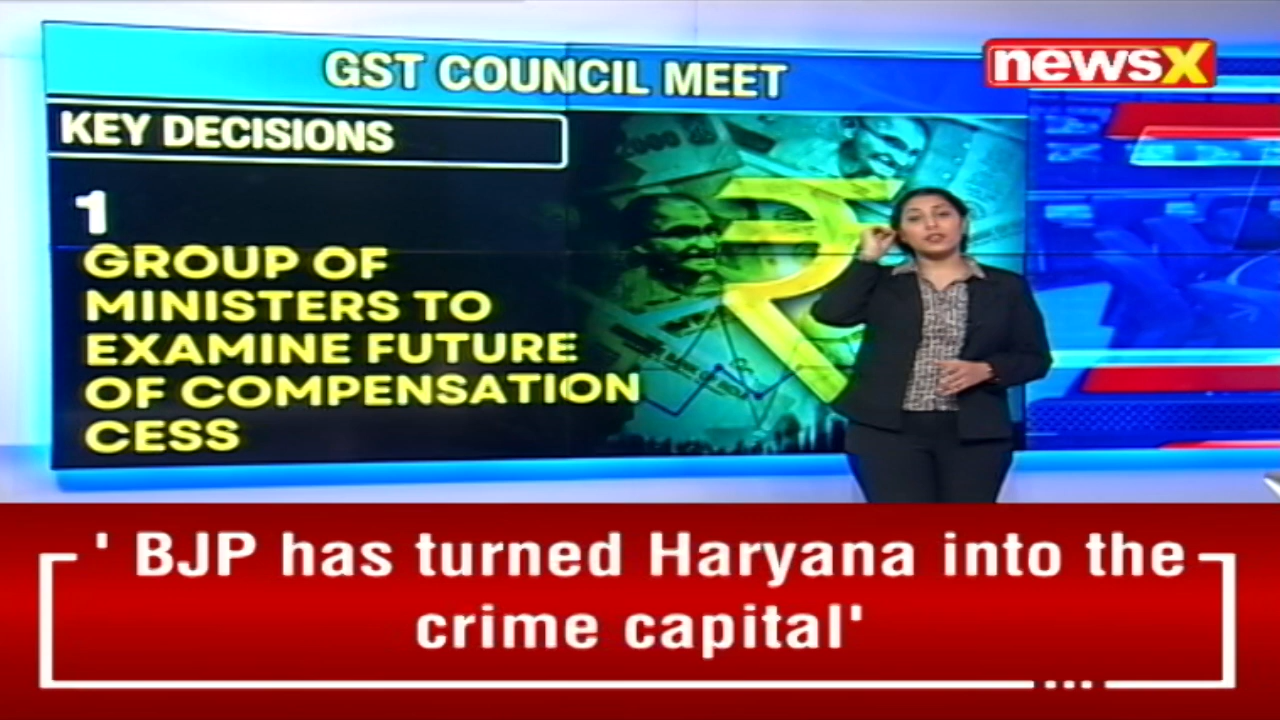 GST COUNCIL MEET
newsX
KEY DECISIONS
1
GROUP OF
MINISTERS TO
EXAMINE FUTURE
OF COMPENSATION
CESS
' BJP has turned Haryana into the
crime capital'